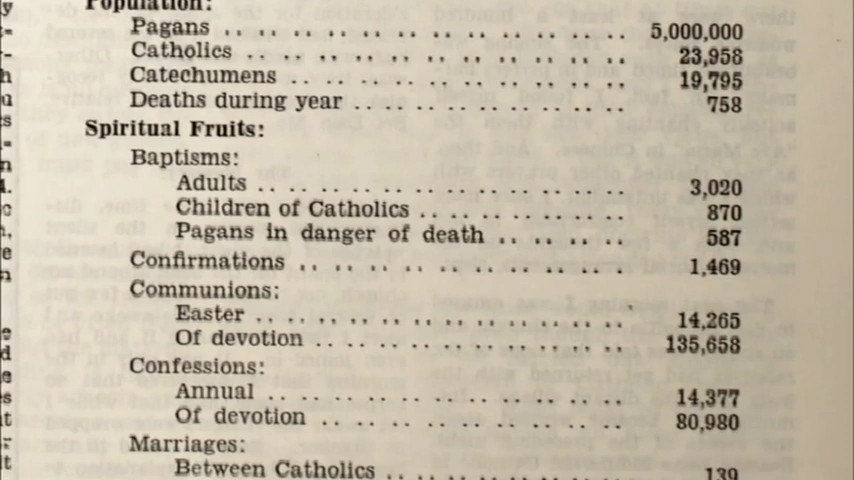 Population:
Pagans 5,000,000
Catholics 23,958
Catechumens 19,795
Deaths during year 758
Spiritual Fruits:
Baptisms:
Adults 3,020
Children of Catholics 870
Pagans in danger of death 587
Confirmations 1,469
Communions:
Easter 14,265
Of devotion 135,658
Confessions:
Annual 14,377
Of devotion 80,980
Marriages:
Between Catholics 139